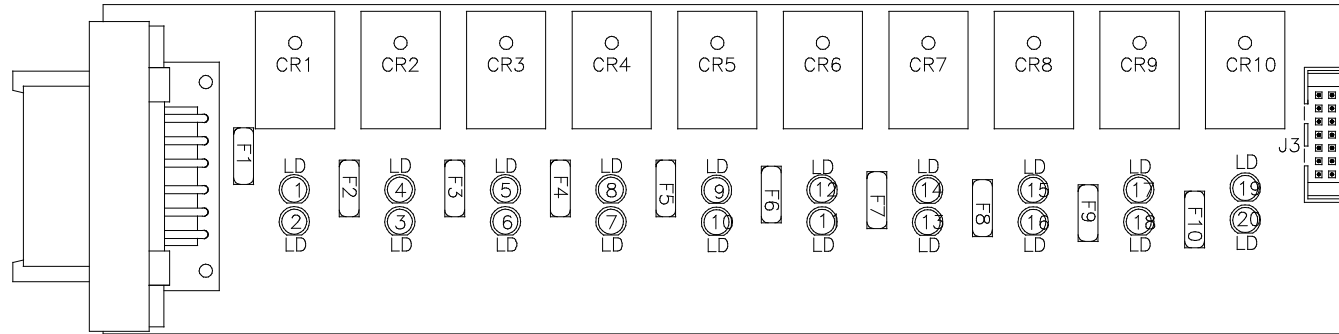 CR1 CR2 CR3 CR4 CR5 CR6 CR7 CR8 CR9 CR10
J3
F1 F2 F3 F4 F5 F6 F7 F8 F9 F10
LD LD LD LD LD LD LD LD LD LD
1 4 5 8 9 12 14 15 17 19
2 3 6 7 10 11 13 16 18 20
LD LD LD LD LD LD LD LD LD LD